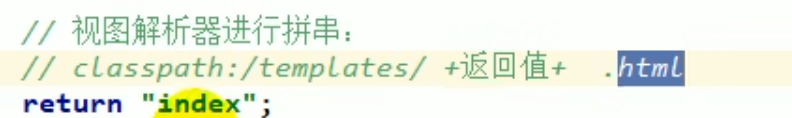 // 视图解析器进行拼串：
// classpath:/templates/ +返回值+  .html
return "index";